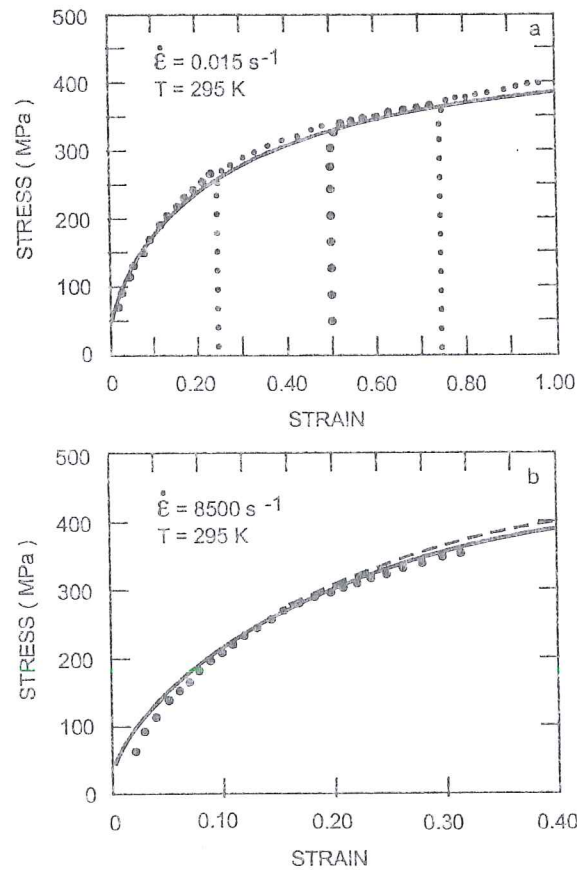 500
400
300
200
100
0
STRESS ( MPa )
a
ε̇ = 0.015 s⁻¹
T = 295 K
0 0.20 0.40 0.60 0.80 1.00
STRAIN
500
400
300
200
100
0
STRESS ( MPa )
b
ε̇ = 8500 s⁻¹
T = 295 K
0 0.10 0.20 0.30 0.40
STRAIN